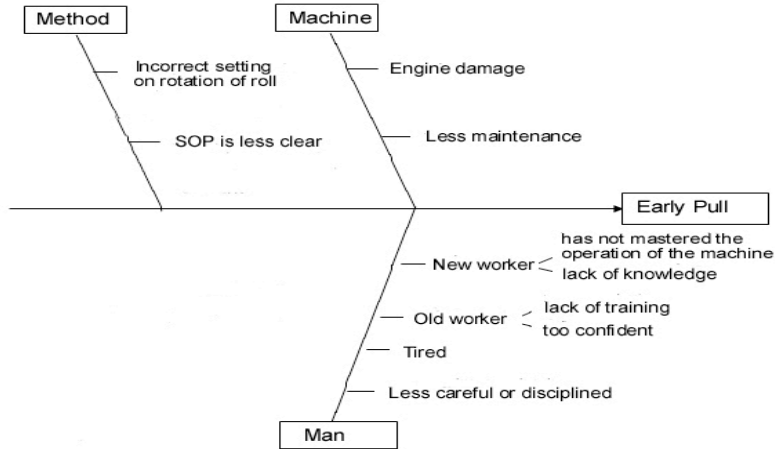 Method
Machine
Incorrect setting
on rotation of roll
Engine damage
SOP is less clear
Less maintenance
Early Pull
has not mastered the
operation of the machine
New worker
lack of knowledge
lack of training
Old worker
too confident
Tired
Less careful or disciplined
Man